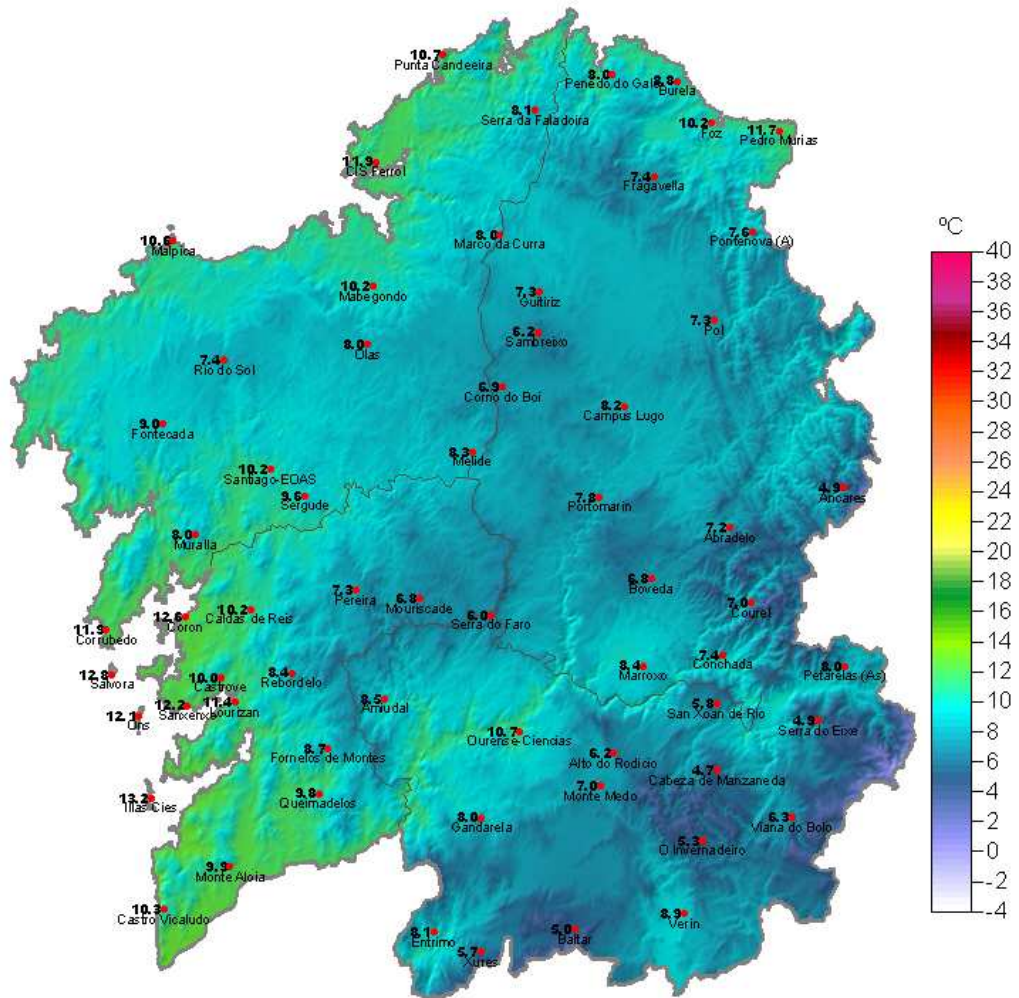 10.7
Punta Candeeira
8.0
Penedo do Galo
8.8
Burela
8.1
Serra da Faladoira
10.2
Foz
11.7
Pedro Murias
11.9
CIS Ferrol
7.4
Fragavella
10.6
Malpica
8.0
Marco da Curra
7.6
Pontenova (A)
10.2
Mabegondo
7.3
Guitiriz
7.3
Pol
6.2
Sambreixo
8.0
Olas
7.4
Rio do Sol
6.9
Corno do Boi
8.2
Campus Lugo
9.0
Fontecada
8.3
Melide
10.2
Santiago-EOAS
9.6
Sergude
7.8
Portomarin
4.9
Ancares
7.2
Abradelo
8.0
Muralla
6.8
Boveda
7.3
Pereira
6.8
Mouriscade
7.0
Courel
10.2
Caldas de Reis
12.6
Coron
6.0
Serra do Faro
11.9
Corrubedo
7.4
Conchada
8.4
Marroxo
8.0
Petarelas (As)
12.8
Salvora
10.0
Castrove
8.4
Rebordelo
8.5
Amiudal
5.8
San Xoan de Rio
12.2
Sanxenxo
11.4
Lourizan
12.1
Ons
4.9
Serra do Eixe
10.7
Ourense-Ciencias
8.7
Fornelos de Montes
6.2
Alto do Rodicio
4.7
Cabeza de Manzaneda
7.0
Monte Medo
13.2
Illas Cies
9.8
Queimadelos
8.0
Gandarela
6.3
Viana do Bolo
5.3
O Invernadeiro
9.9
Monte Aloia
10.3
Castro Vicaludo
8.9
Verin
8.1
Entrimo
5.0
Baltar
5.7
Xures
ºC
40
38
36
34
32
30
28
26
24
22
20
18
16
14
12
10
8
6
4
2
0
-2
-4